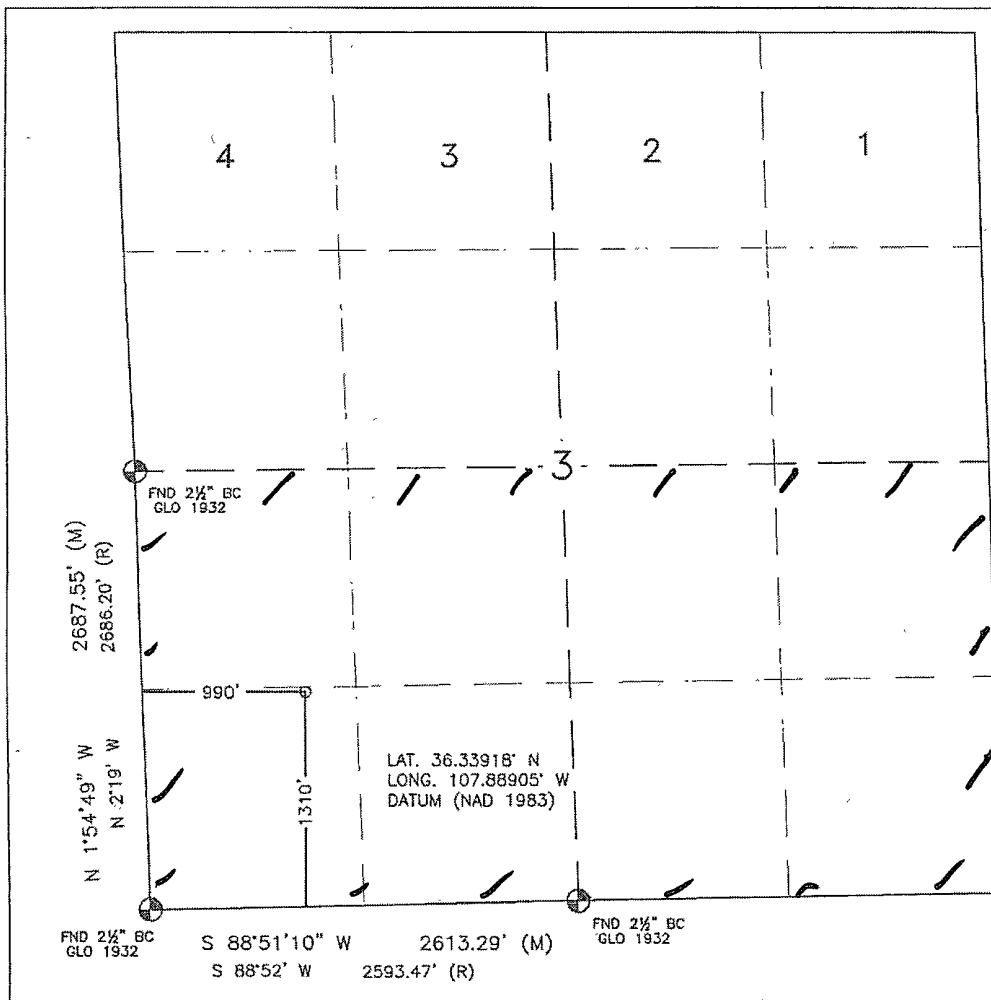 4 3 2 1
3
FND 2½" BC
GLO 1932
2687.55' (M)
2686.20' (R)
990'
1310'
LAT. 36.33918° N
LONG. 107.88905° W
DATUM (NAD 1983)
N 1°54'49" W
N 2°19' W
FND 2½" BC
GLO 1932
S 88°51'10" W 2613.29' (M)
S 88°52' W 2593.47' (R)
FND 2½" BC
GLO 1932